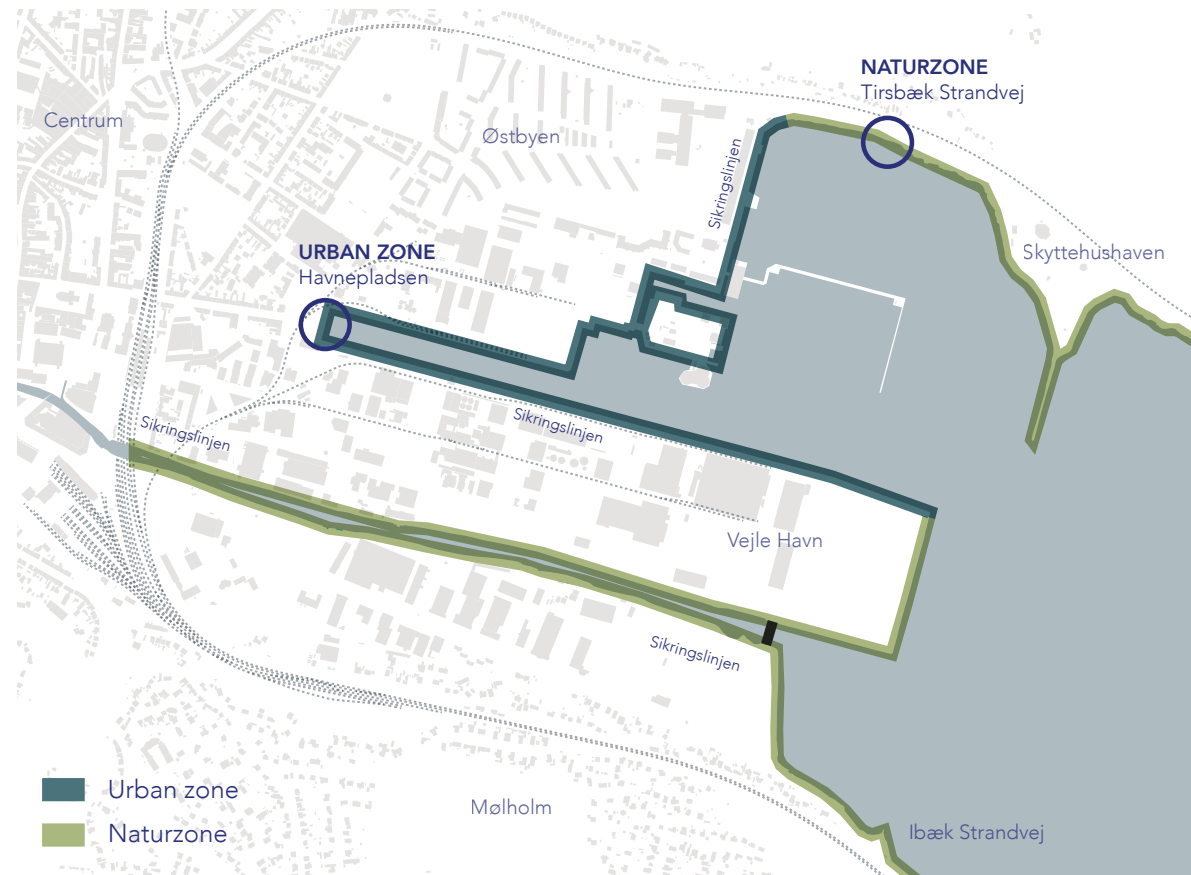 NATURZONE
Tirsbæk Strandvej
Centrum
Østbyen
Sikringslinjen
URBAN ZONE
Havnepladsen
Skyttehushaven
Sikringslinjen
Sikringslinjen
Vejle Havn
Sikringslinjen
Urban zone
Naturzone
Mølholm
Ibæk Strandvej